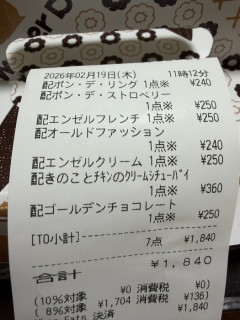 2026年02月19日(木) 11時12分
配ポン・デ・リング 1点※ ¥240
配ポン・デ・ストロベリー
1点※ ¥250
配エンゼルフレンチ 1点※ ¥250
配オールドファッション
1点※ ¥240
配エンゼルクリーム 1点※ ¥250
配きのことチキンのクリームシチューパイ
1点※ ¥360
配ゴールデンチョコレート
1点※ ¥250
[TO小計] 7点 ¥1,840
合計 ¥1,840
(10%対象 ¥0 消費税 ¥0)
( 8%対象 ¥1,704 消費税 ¥136)
Eats 決済